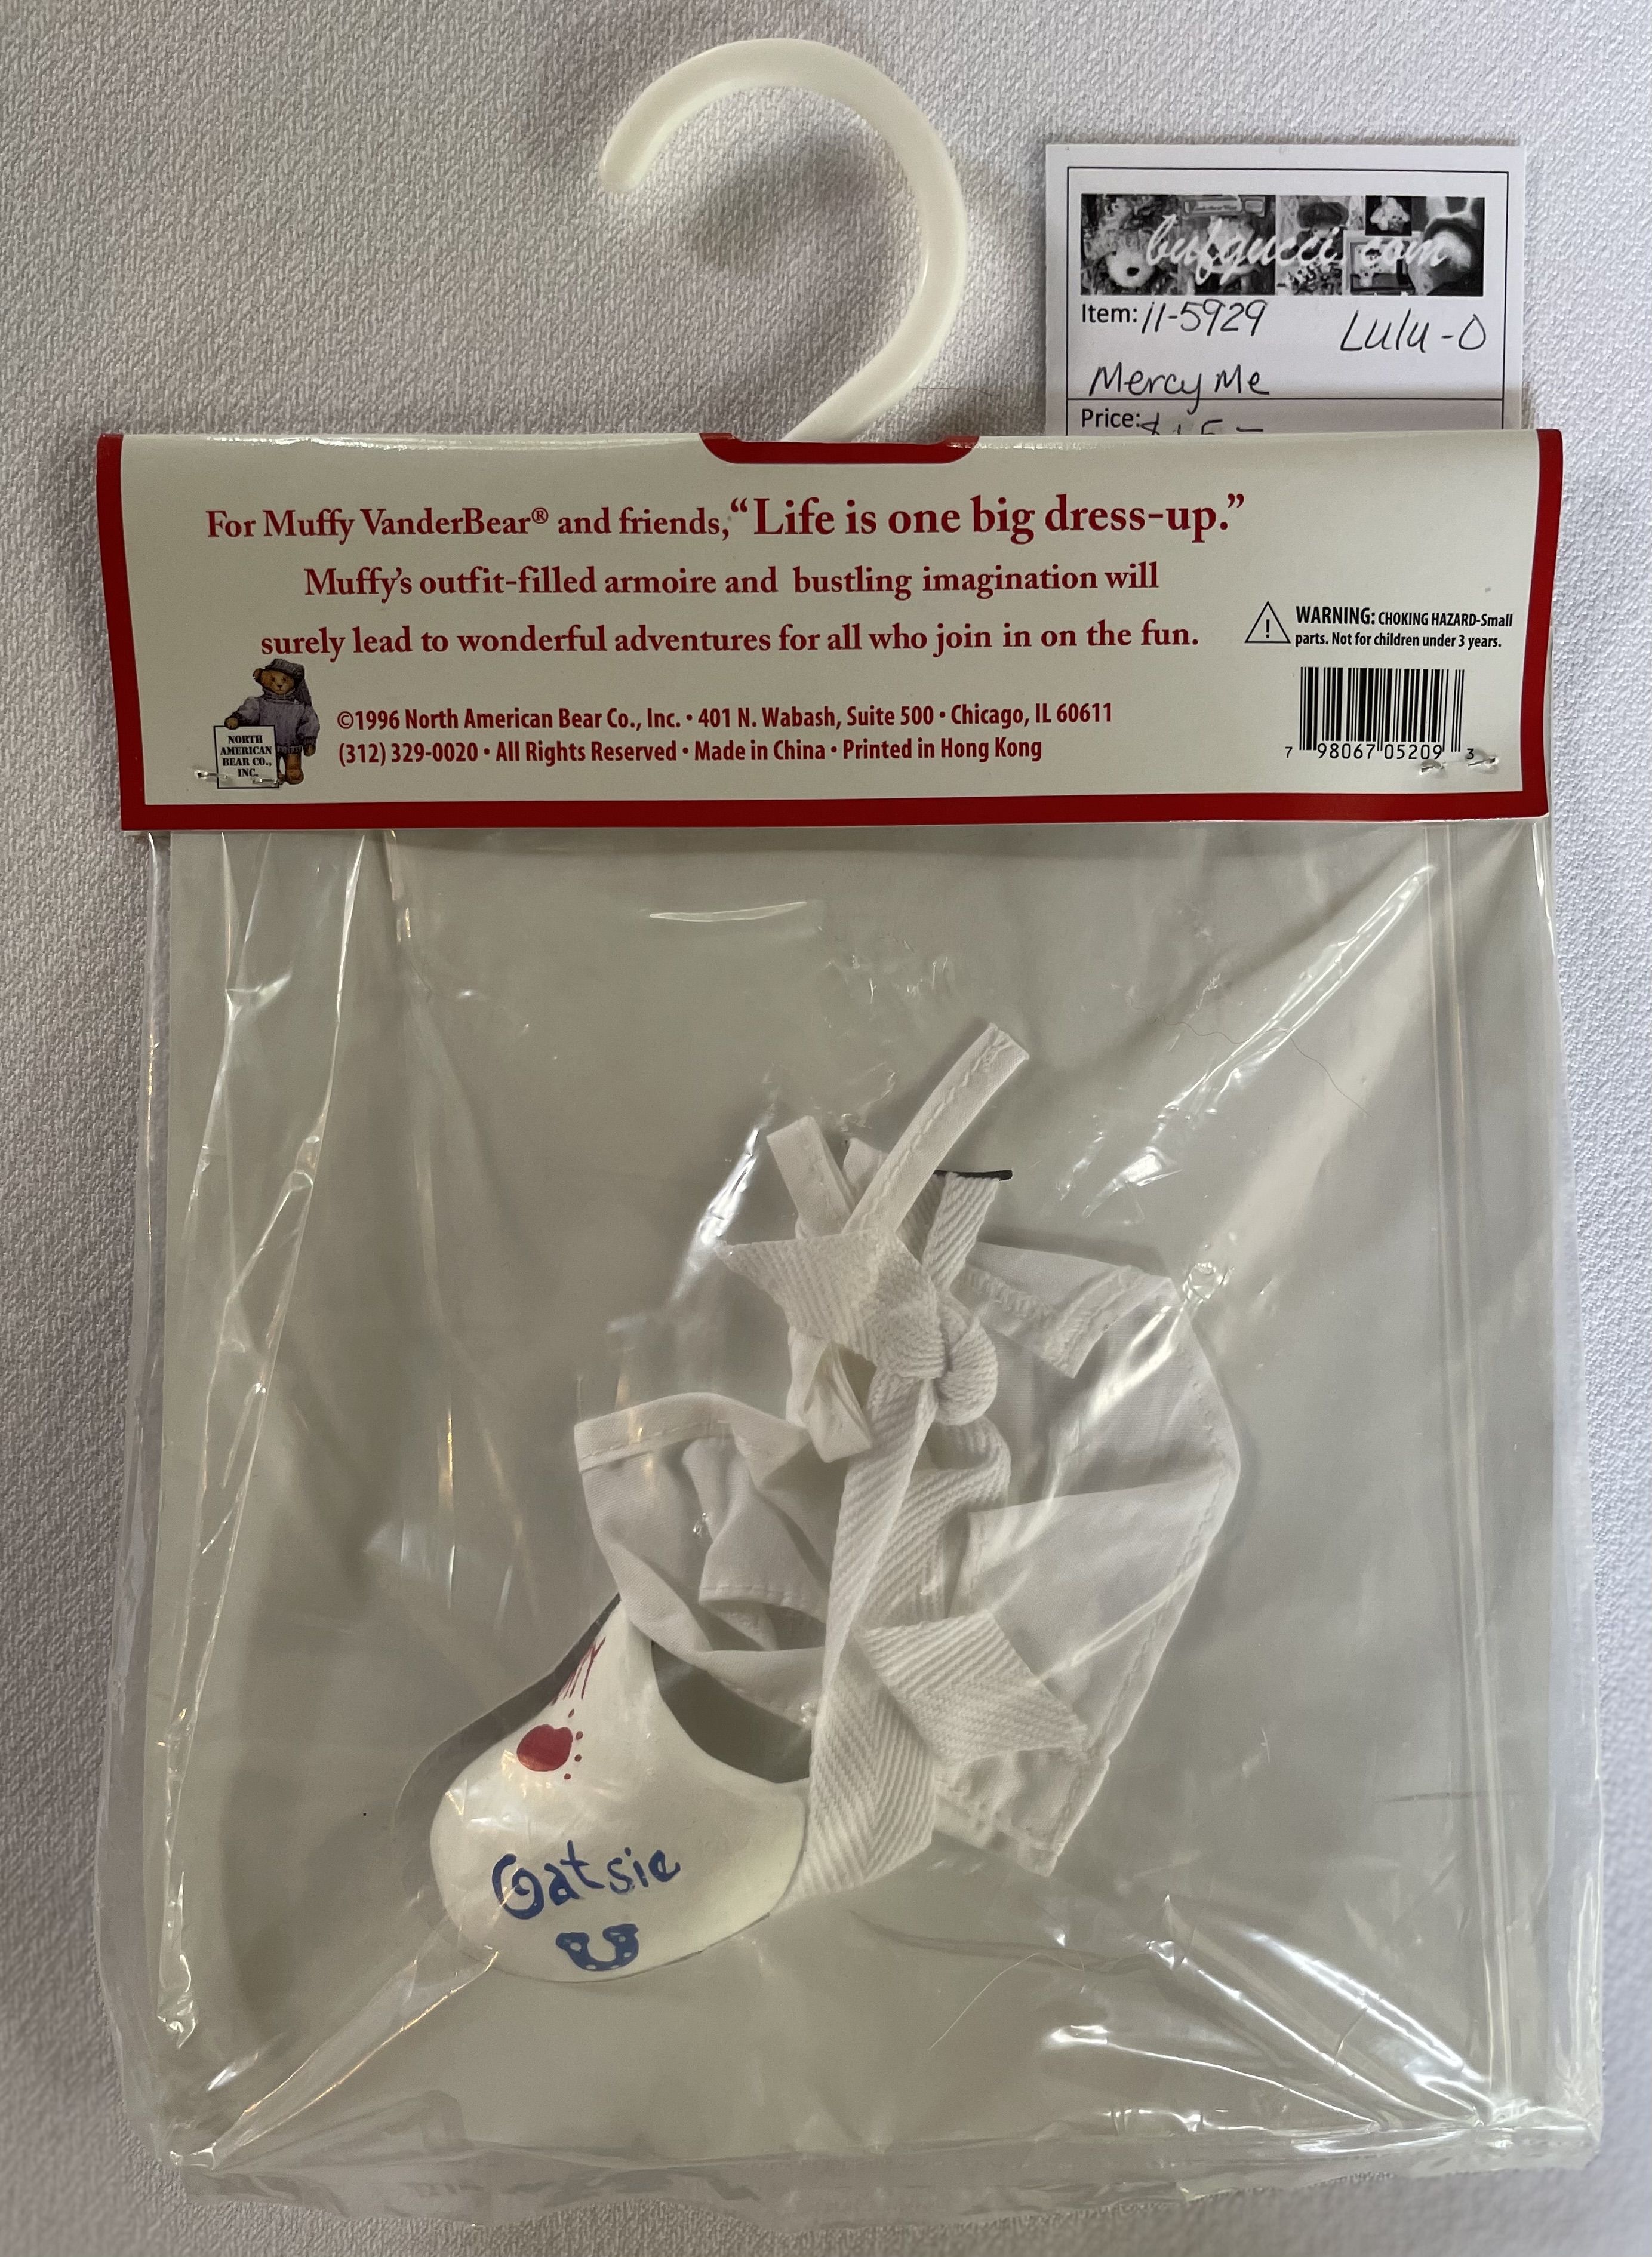 bufgucci.com
Item: 11-5929 Lulu-O
Mercy Me
Price: $15-
For Muffy VanderBear® and friends, “Life is one big dress-up.”
Muffy’s outfit-filled armoire and bustling imagination will
surely lead to wonderful adventures for all who join in on the fun.
WARNING: CHOKING HAZARD-Small
parts. Not for children under 3 years.
NORTH
AMERICAN
BEAR CO.,
INC.
©1996 North American Bear Co., Inc. • 401 N. Wabash, Suite 500 • Chicago, IL 60611
(312) 329-0020 • All Rights Reserved • Made in China • Printed in Hong Kong
7 98067 05209 3
Oatsie